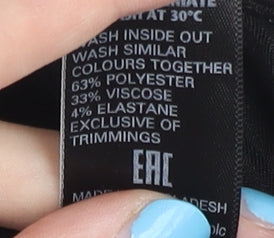 AT 30°C
WASH INSIDE OUT
WASH SIMILAR
COLOURS TOGETHER
63% POLYESTER
33% VISCOSE
4% ELASTANE
EXCLUSIVE OF
TRIMMINGS
EAC
MADE
plc